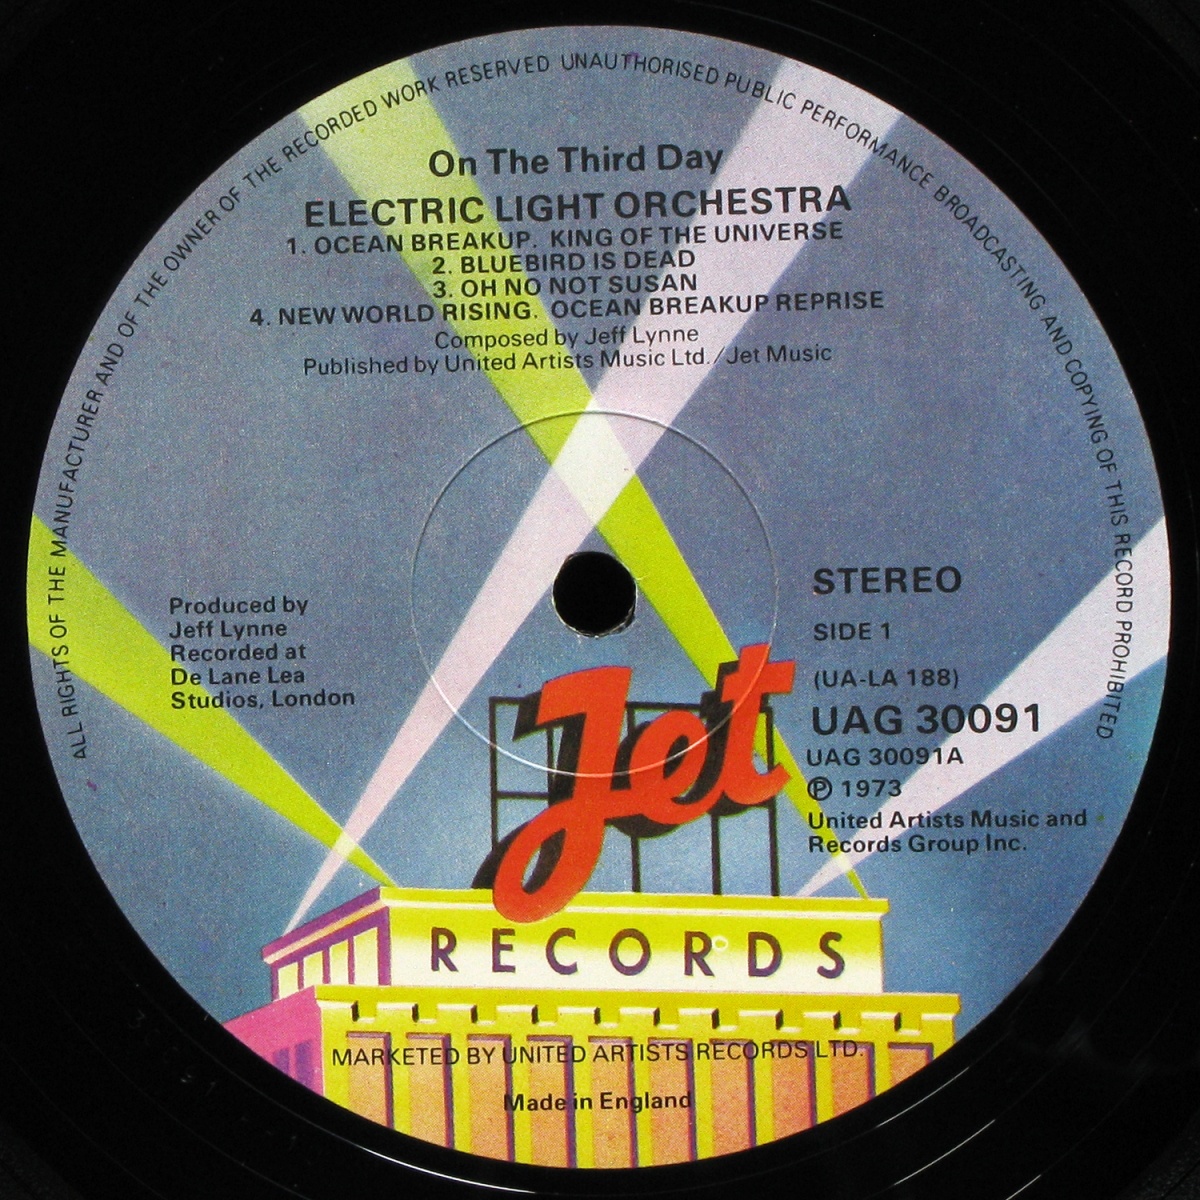 ALL RIGHTS OF THE MANUFACTURER AND OF THE OWNER OF THE RECORDED WORK RESERVED UNAUTHORISED PUBLIC PERFORMANCE BROADCASTING AND COPYING OF THIS RECORD PROHIBITED
On The Third Day
ELECTRIC LIGHT ORCHESTRA
1. OCEAN BREAKUP. KING OF THE UNIVERSE
2. BLUEBIRD IS DEAD
3. OH NO NOT SUSAN
4. NEW WORLD RISING. OCEAN BREAKUP REPRISE
Composed by Jeff Lynne
Published by United Artists Music Ltd./Jet Music
Produced by
Jeff Lynne
Recorded at
De Lane Lea
Studios, London
STEREO
SIDE 1
(UA-LA 188)
UAG 30091
UAG 30091A
℗ 1973
United Artists Music and
Records Group Inc.
Jet
RECORDS
MARKETED BY UNITED ARTISTS RECORDS LTD.
Made in England